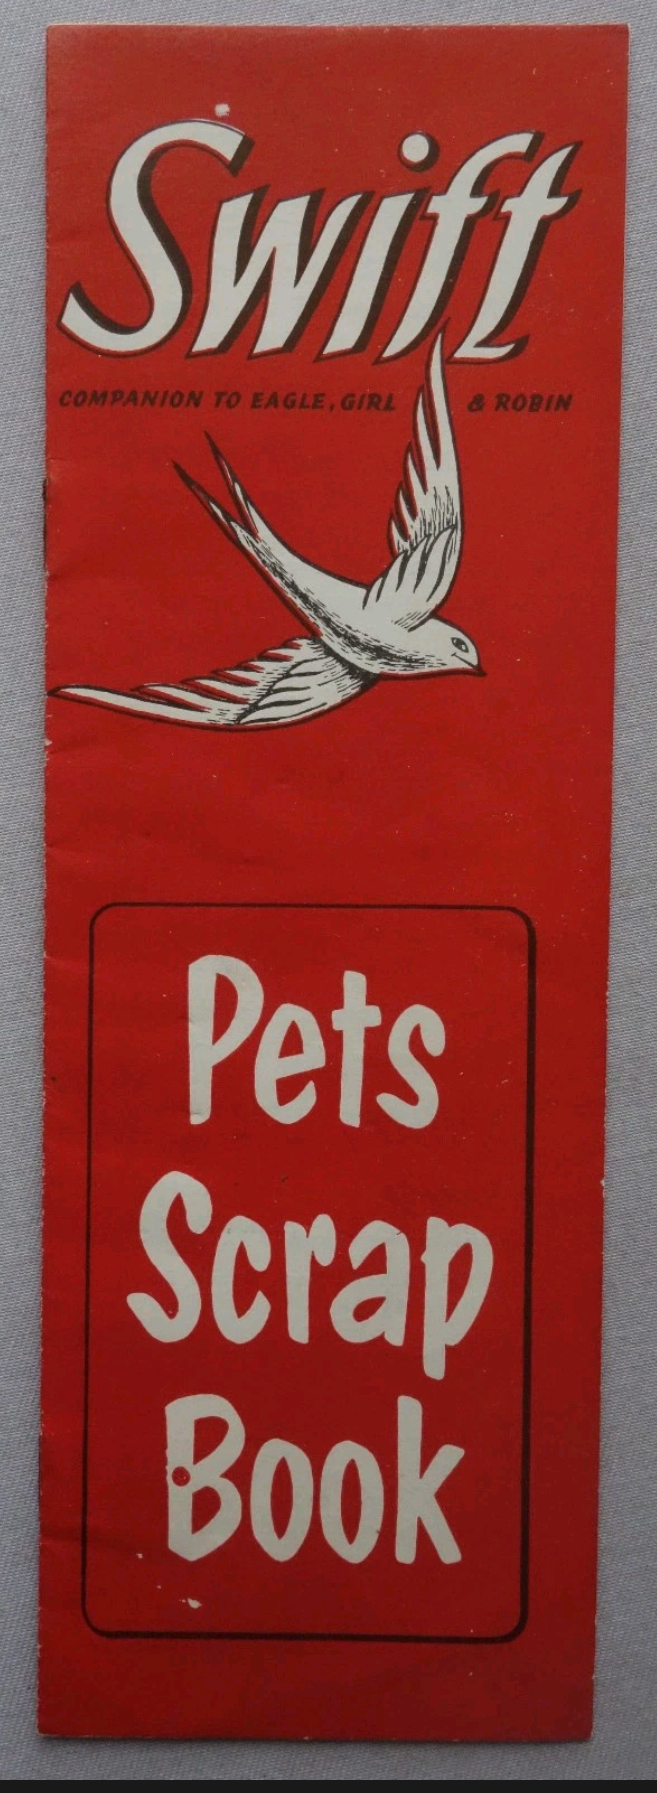 Swift
COMPANION TO EAGLE, GIRL & ROBIN
Pets
Scrap
Book